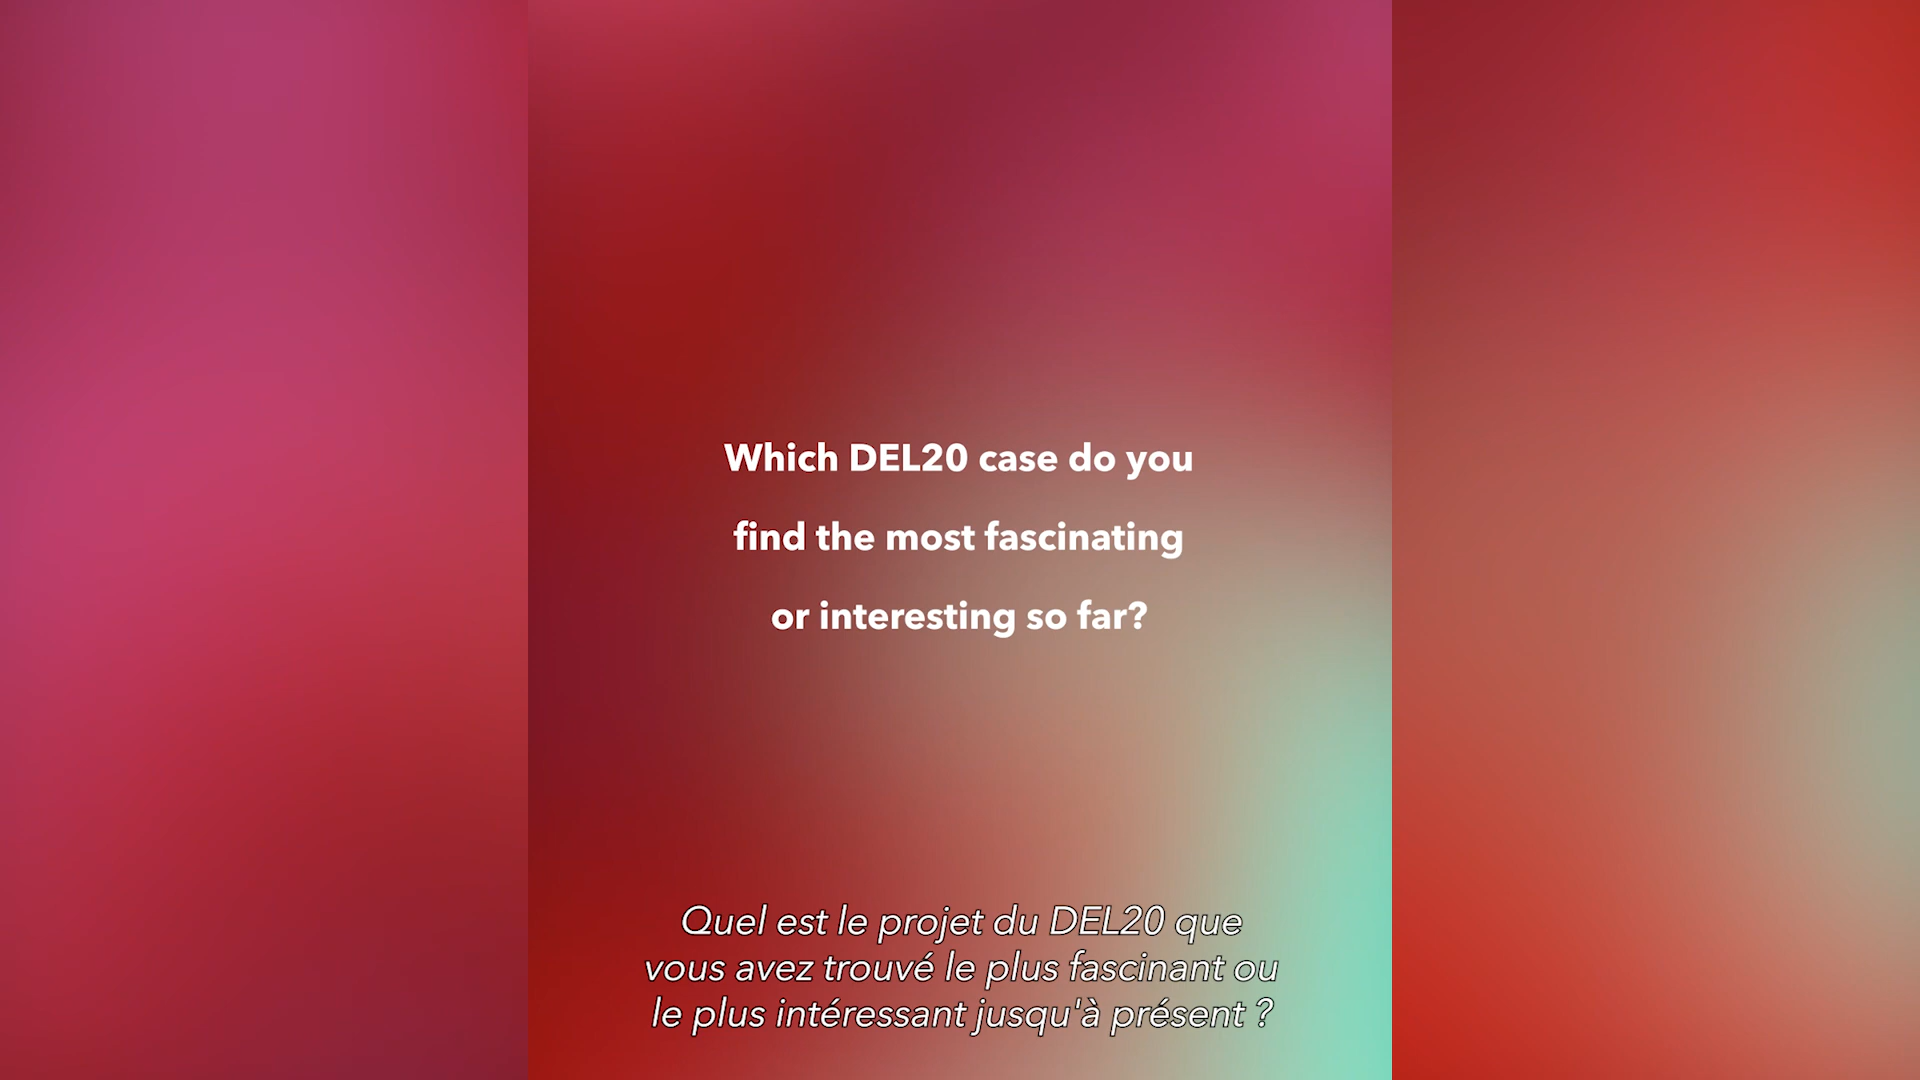 Which DEL20 case do you
find the most fascinating
or interesting so far?
Quel est le projet du DEL20 que
vous avez trouvé le plus fascinant ou
le plus intéressant jusqu'à présent ?